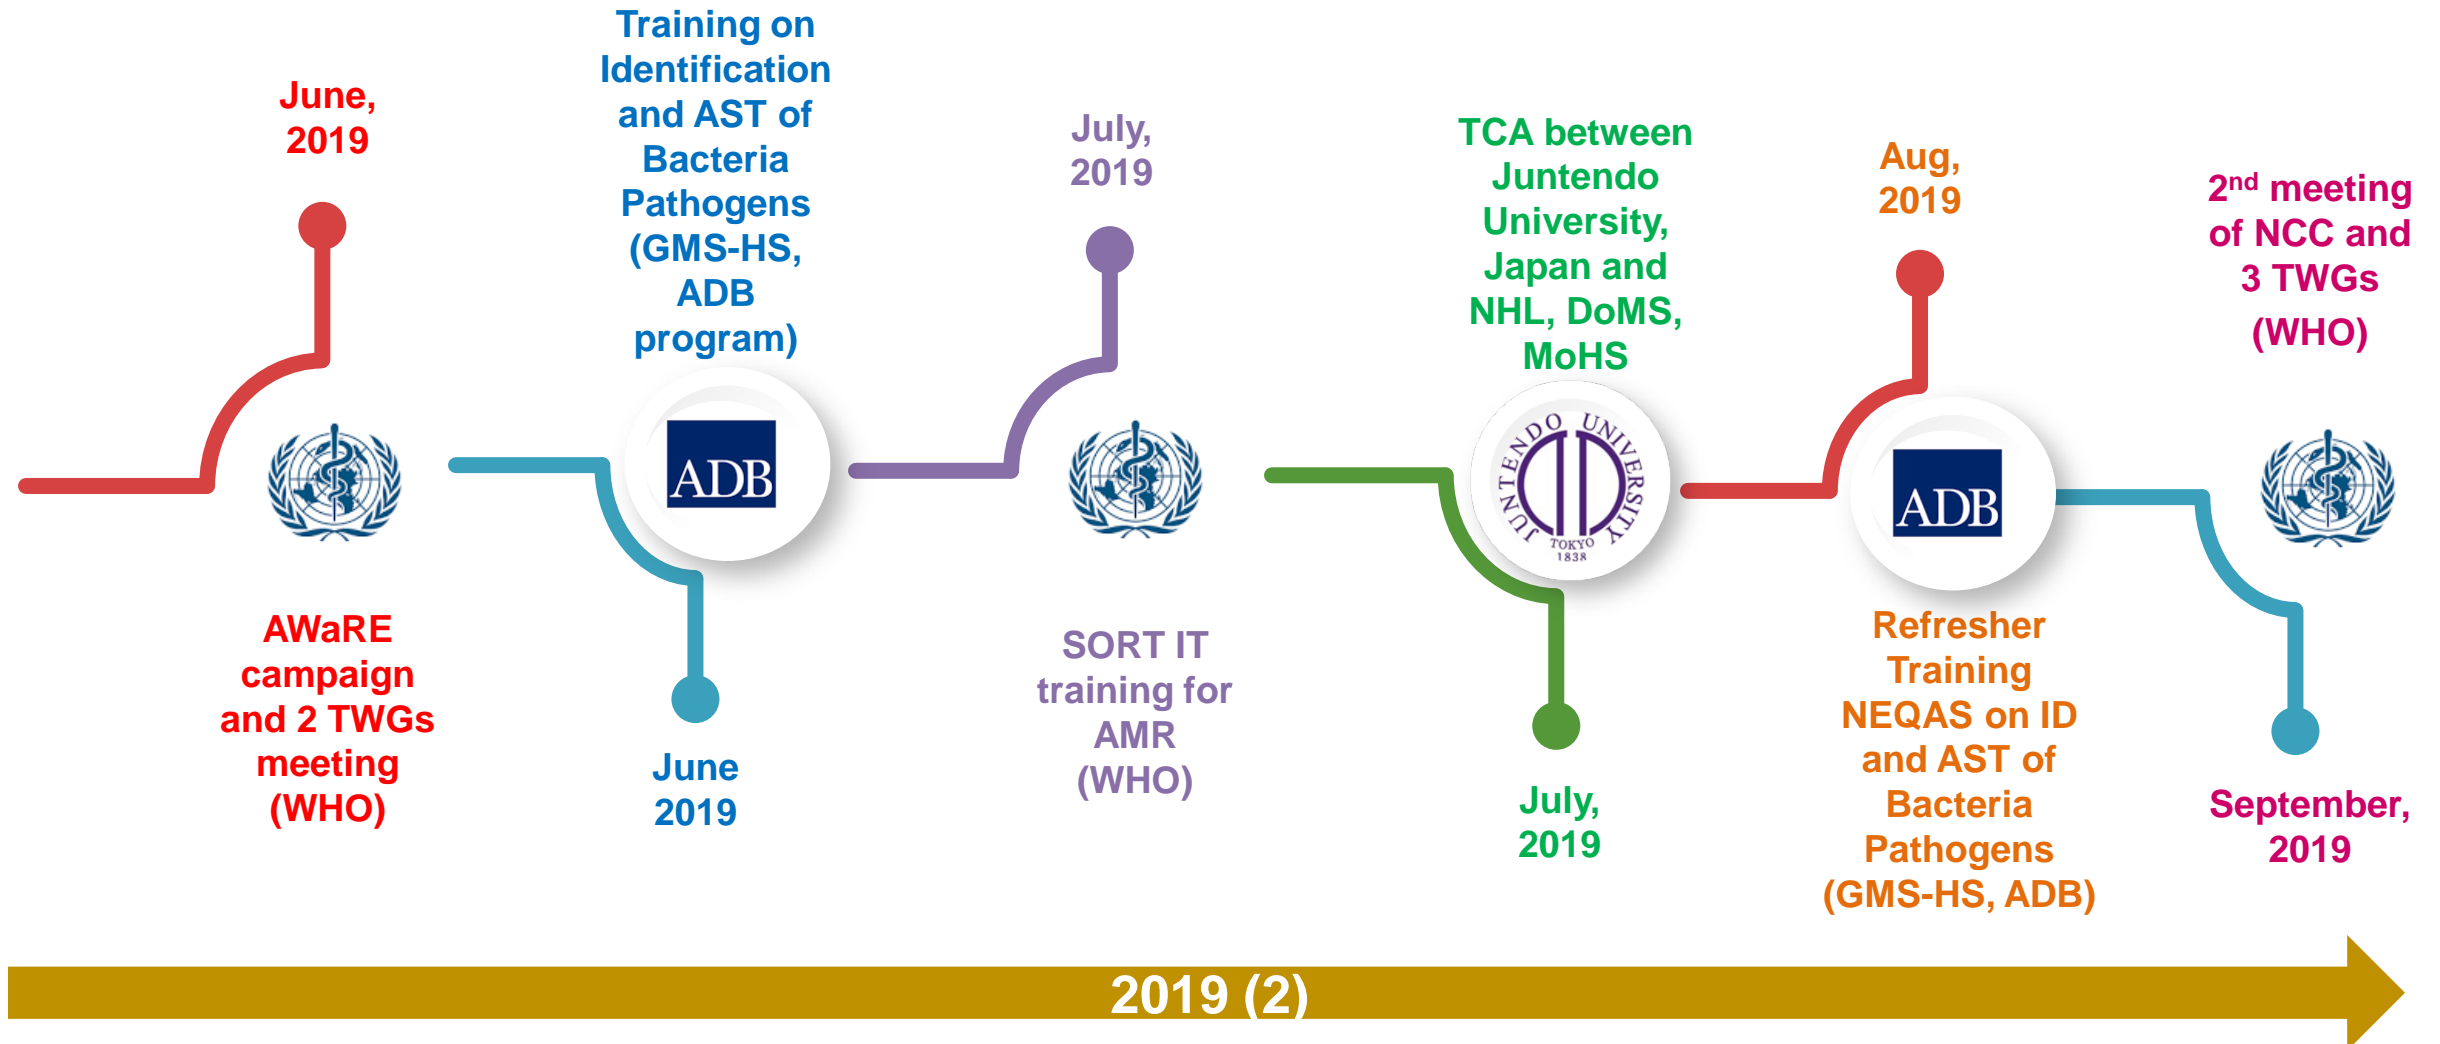 June,
2019
AWaRE
campaign
and 2 TWGs
meeting
(WHO)
Training on
Identification
and AST of
Bacteria
Pathogens
(GMS-HS,
ADB
program)
ADB
June
2019
July,
2019
SORT IT
training for
AMR
(WHO)
TCA between
Juntendo
University,
Japan and
NHL, DoMS,
MoHS
JUNTENDO UNIVERSITY
TOKYO
1838
July,
2019
Aug,
2019
ADB
Refresher
Training
NEQAS on ID
and AST of
Bacteria
Pathogens
(GMS-HS, ADB)
2nd meeting
of NCC and
3 TWGs
(WHO)
September,
2019
2019 (2)